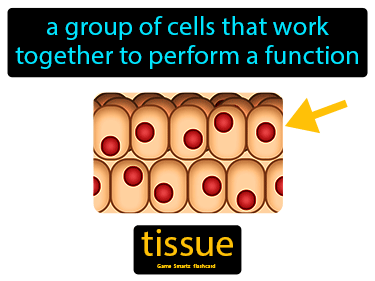 a group of cells that work
together to perform a function
tissue
Game Smartz flashcard